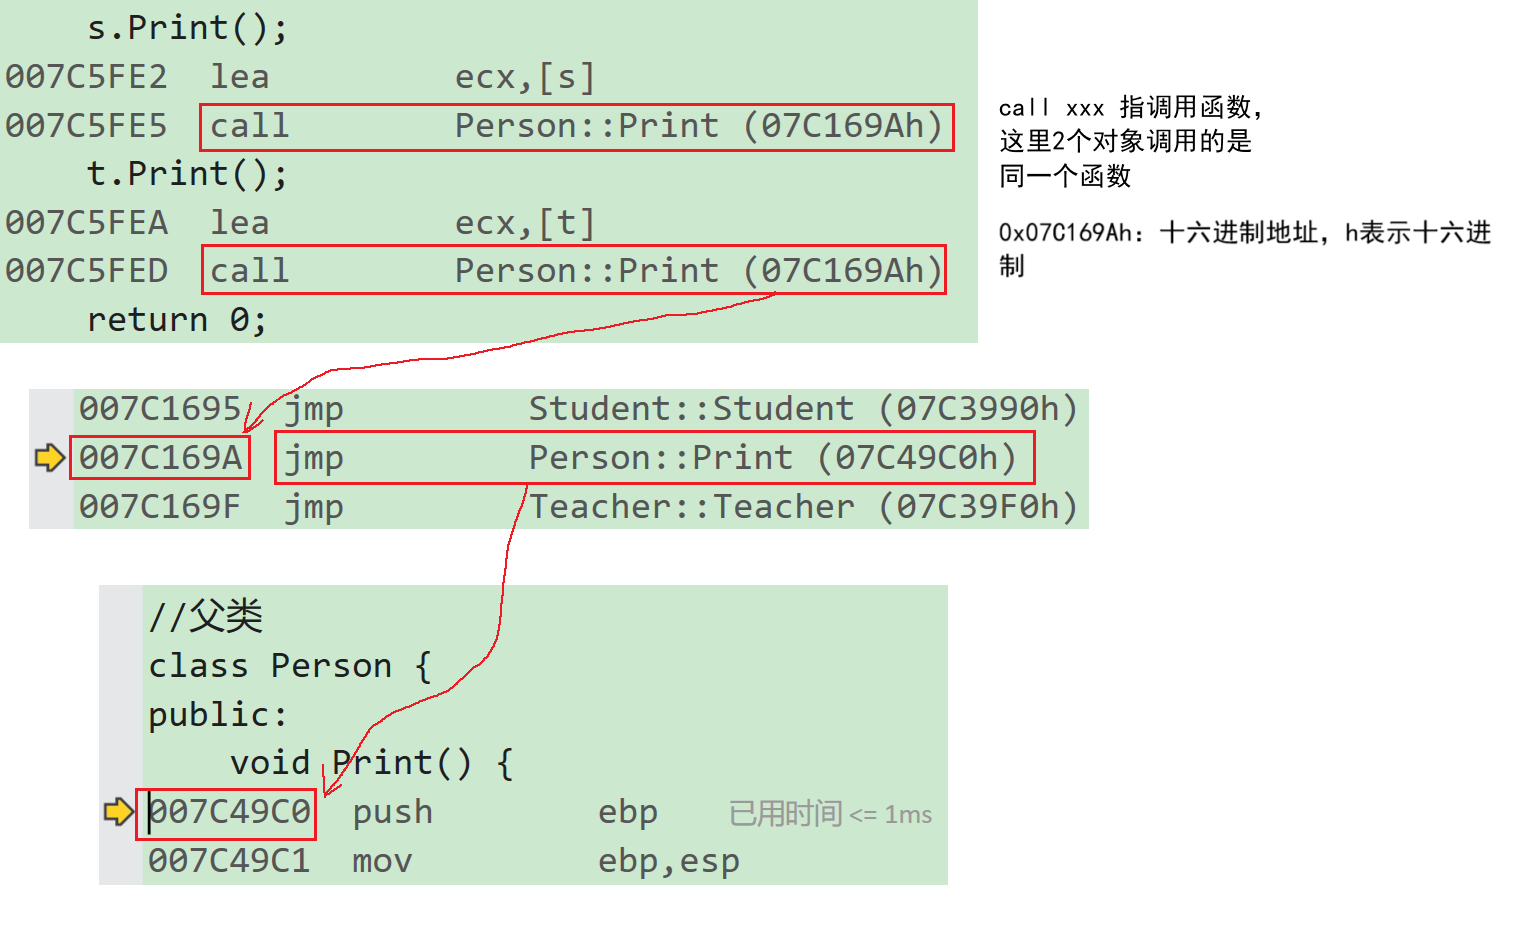 s.Print();
007C5FE2 lea ecx,[s]
007C5FE5 call Person::Print (07C169Ah)
t.Print();
007C5FEA lea ecx,[t]
007C5FED call Person::Print (07C169Ah)
return 0;
call xxx 指调用函数，
这里2个对象调用的是
同一个函数
0x07C169Ah：十六进制地址，h表示十六进
制
007C1695 jmp Student::Student (07C3990h)
007C169A jmp Person::Print (07C49C0h)
007C169F jmp Teacher::Teacher (07C39F0h)
//父类
class Person {
public:
void Print() {
007C49C0 push ebp 已用时间 <= 1ms
007C49C1 mov ebp,esp